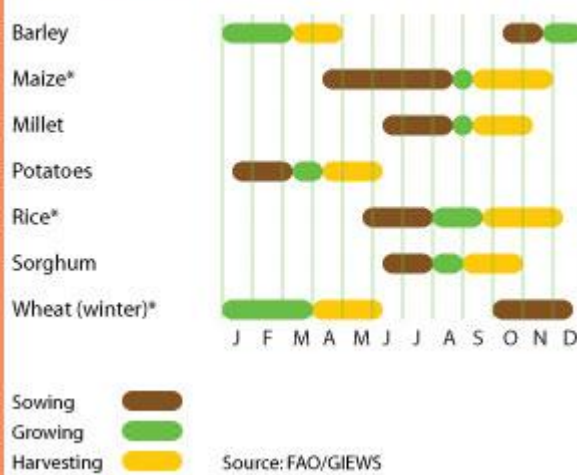 Barley
Maize*
Millet
Potatoes
Rice*
Sorghum
Wheat (winter)*
J F M A M J J A S O N D
Sowing
Growing
Harvesting
Source: FAO/GIEWS